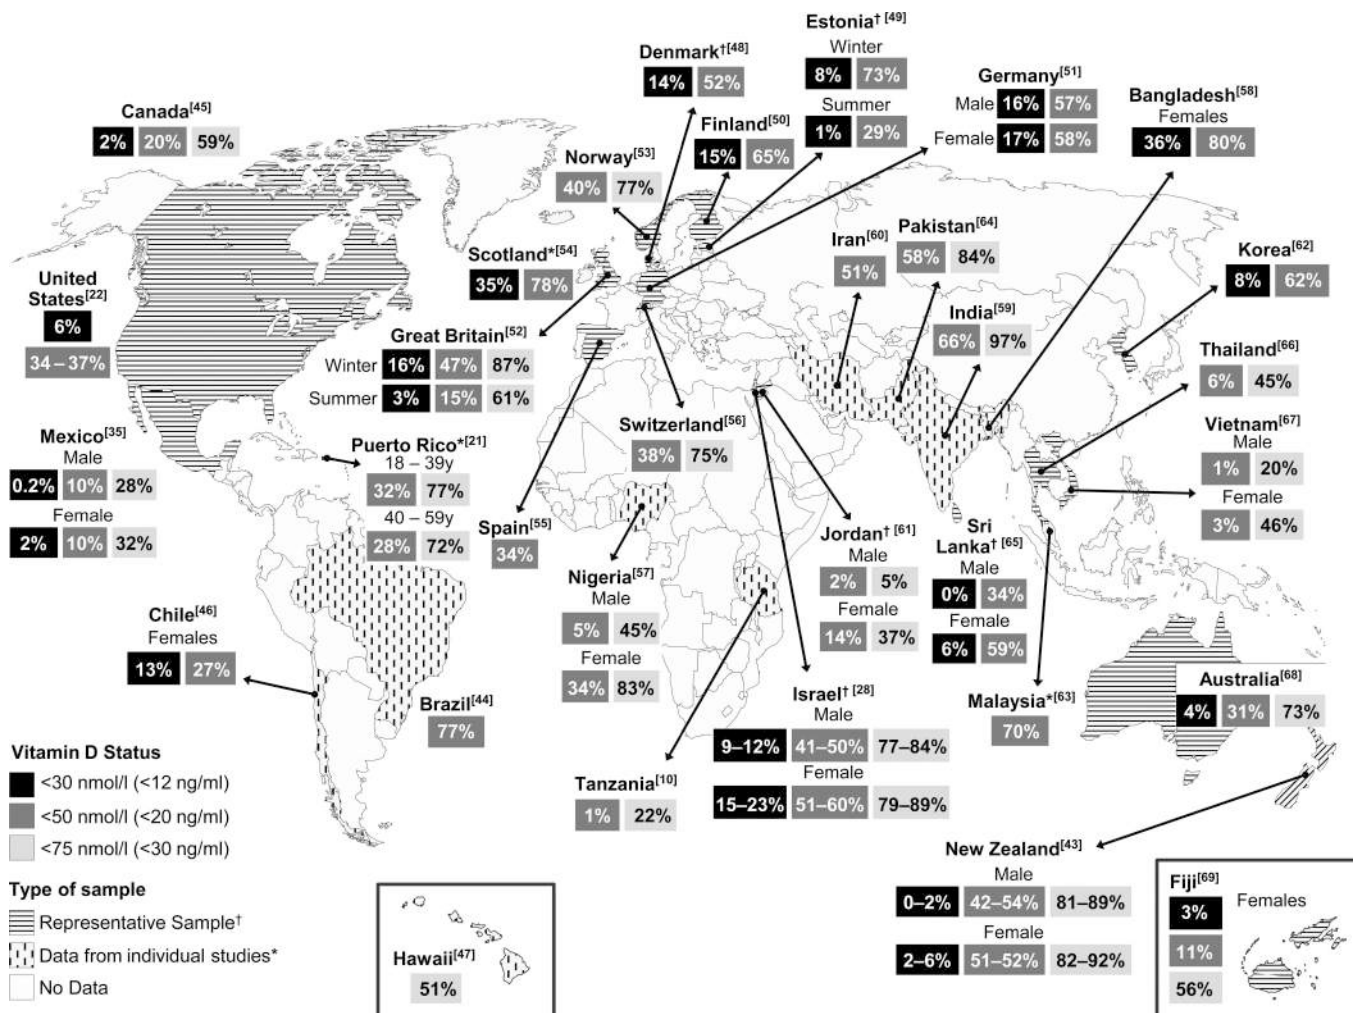 Canada[45]
2% 20% 59%
United
States[22]
6%
34 – 37%
Mexico[35]
Male
0.2% 10% 28%
Female
2% 10% 32%
Puerto Rico*[21]
18 – 39y
32% 77%
40 – 59y
28% 72%
Chile[46]
Females
13% 27%
Brazil[44]
77%
Denmark†[48]
14% 52%
Estonia† [49]
Winter
8% 73%
Summer
1% 29%
Finland[50]
15% 65%
Norway[53]
40% 77%
Germany[51]
Male 16% 57%
Female 17% 58%
Scotland*[54]
35% 78%
Great Britain[52]
Winter 16% 47% 87%
Summer 3% 15% 61%
Switzerland[56]
38% 75%
Spain[55]
34%
Nigeria[57]
Male
5% 45%
Female
34% 83%
Tanzania[10]
1% 22%
Israel† [28]
Male
9–12% 41–50% 77–84%
Female
15–23% 51–60% 79–89%
Jordan† [61]
Male
2% 5%
Female
14% 37%
Iran[60]
51%
Pakistan[64]
58% 84%
India[59]
66% 97%
Bangladesh[58]
Females
36% 80%
Sri
Lanka† [65]
Male
0% 34%
Female
6% 59%
Korea[62]
8% 62%
Thailand[66]
6% 45%
Vietnam[67]
Male
1% 20%
Female
3% 46%
Malaysia*[63]
70%
Australia[68]
4% 31% 73%
New Zealand[43]
Male
0–2% 42–54% 81–89%
Female
2–6% 51–52% 82–92%
Fiji[69]
Females
3%
11%
56%
Hawaii[47]
51%
Vitamin D Status
<30 nmol/l (<12 ng/ml)
<50 nmol/l (<20 ng/ml)
<75 nmol/l (<30 ng/ml)
Type of sample
Representative Sample†
Data from individual studies*
No Data